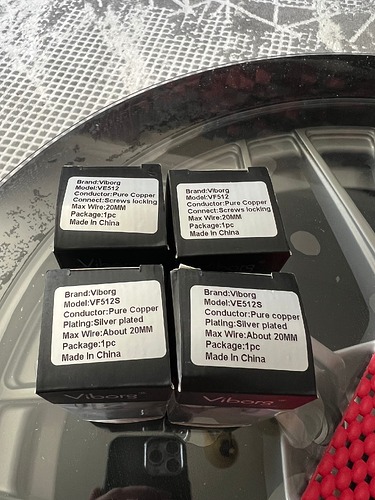 Brand:Viborg
Model:VE512
Conductor:Pure Copper
Connect:Screws locking
Max Wire:20MM
Package:1pc
Made In China
Brand:Viborg
Model:VF512
Conductor:Pure Copper
Connect:Screws locking
Max Wire:20MM
Package:1pc
Made In China
Brand:Viborg
Model:VF512S
Conductor:Pure Copper
Plating:Silver plated
Max Wire:About 20MM
Package:1pc
Made In China
Viborg
Brand:Viborg
Model:VE512S
Conductor:Pure copper
Plating:Silver plated
Max Wire:About 20MM
Package:1pc
Made In China
Viborg